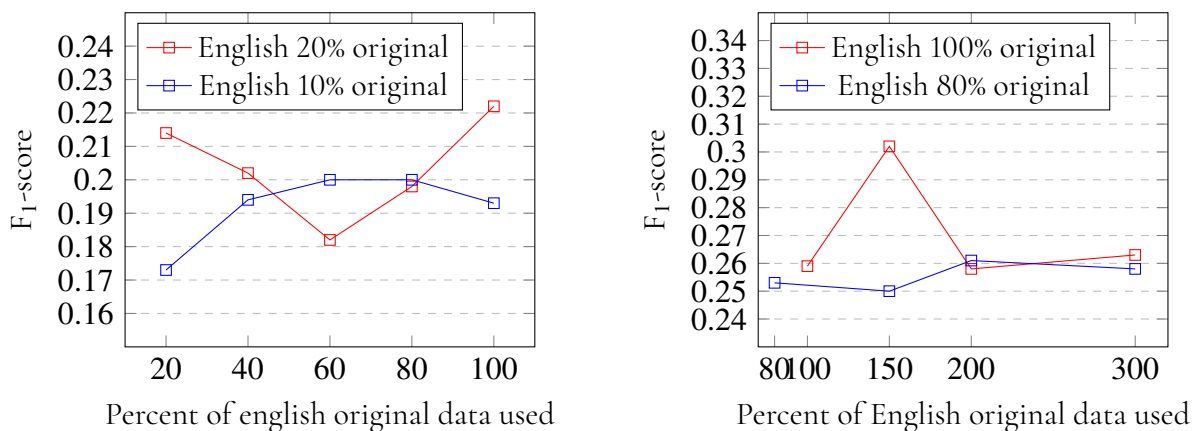 0.24
0.23
0.22
0.21
0.2
0.19
0.18
0.17
0.16
F1-score
English 20% original
English 10% original
20 40 60 80 100
Percent of english original data used
0.34
0.33
0.32
0.31
0.3
0.29
0.28
0.27
0.26
0.25
0.24
F1-score
English 100% original
English 80% original
80 100 150 200 300
Percent of English original data used